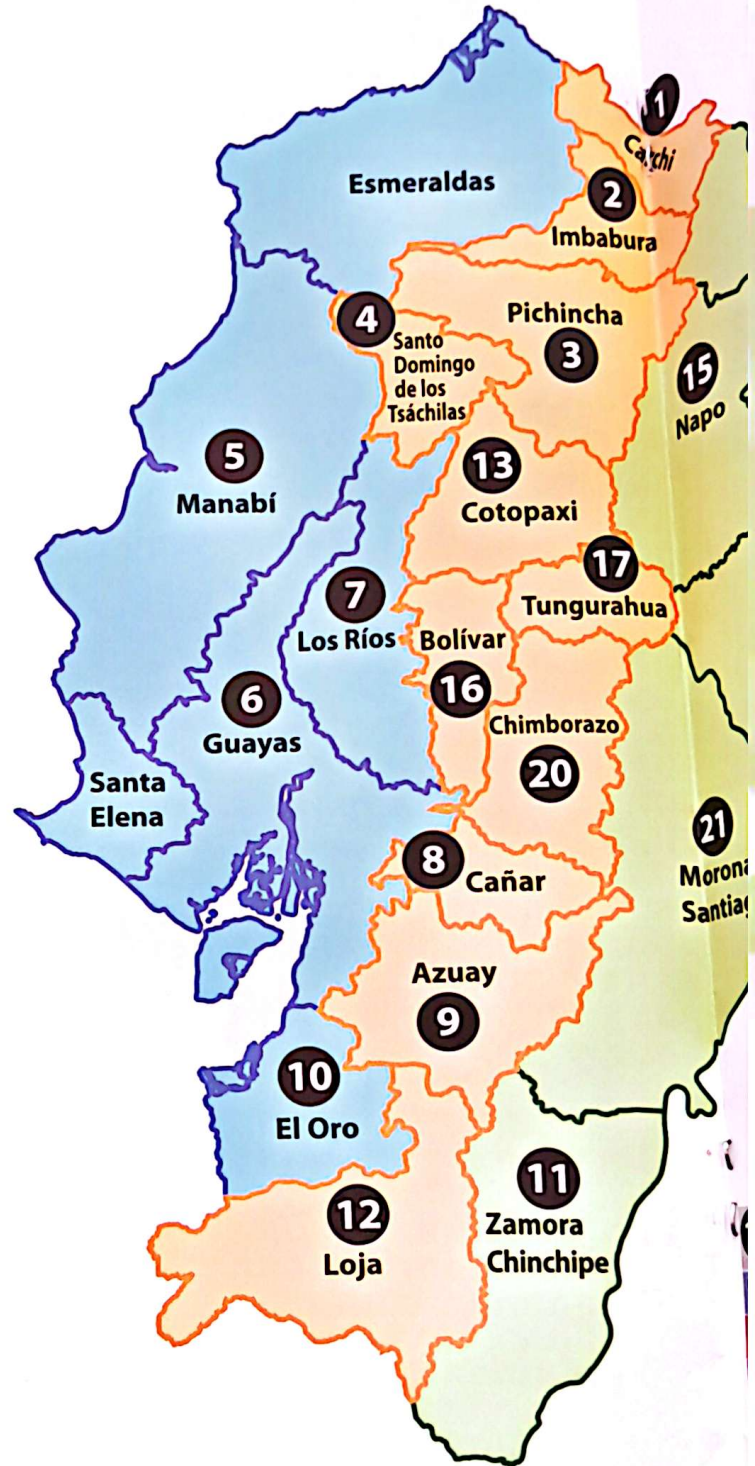 1
Carchi
Esmeraldas
2
Imbabura
4
Santo
Domingo
de los
Tsáchilas
Pichincha
3
15
Napo
5
Manabí
13
Cotopaxi
17
Tungurahua
7
Los Ríos
Bolívar
16
6
Guayas
Chimborazo
20
Santa
Elena
8
Cañar
21
Morona
Santiag
Azuay
9
10
El Oro
11
Zamora
Chinchipe
12
Loja